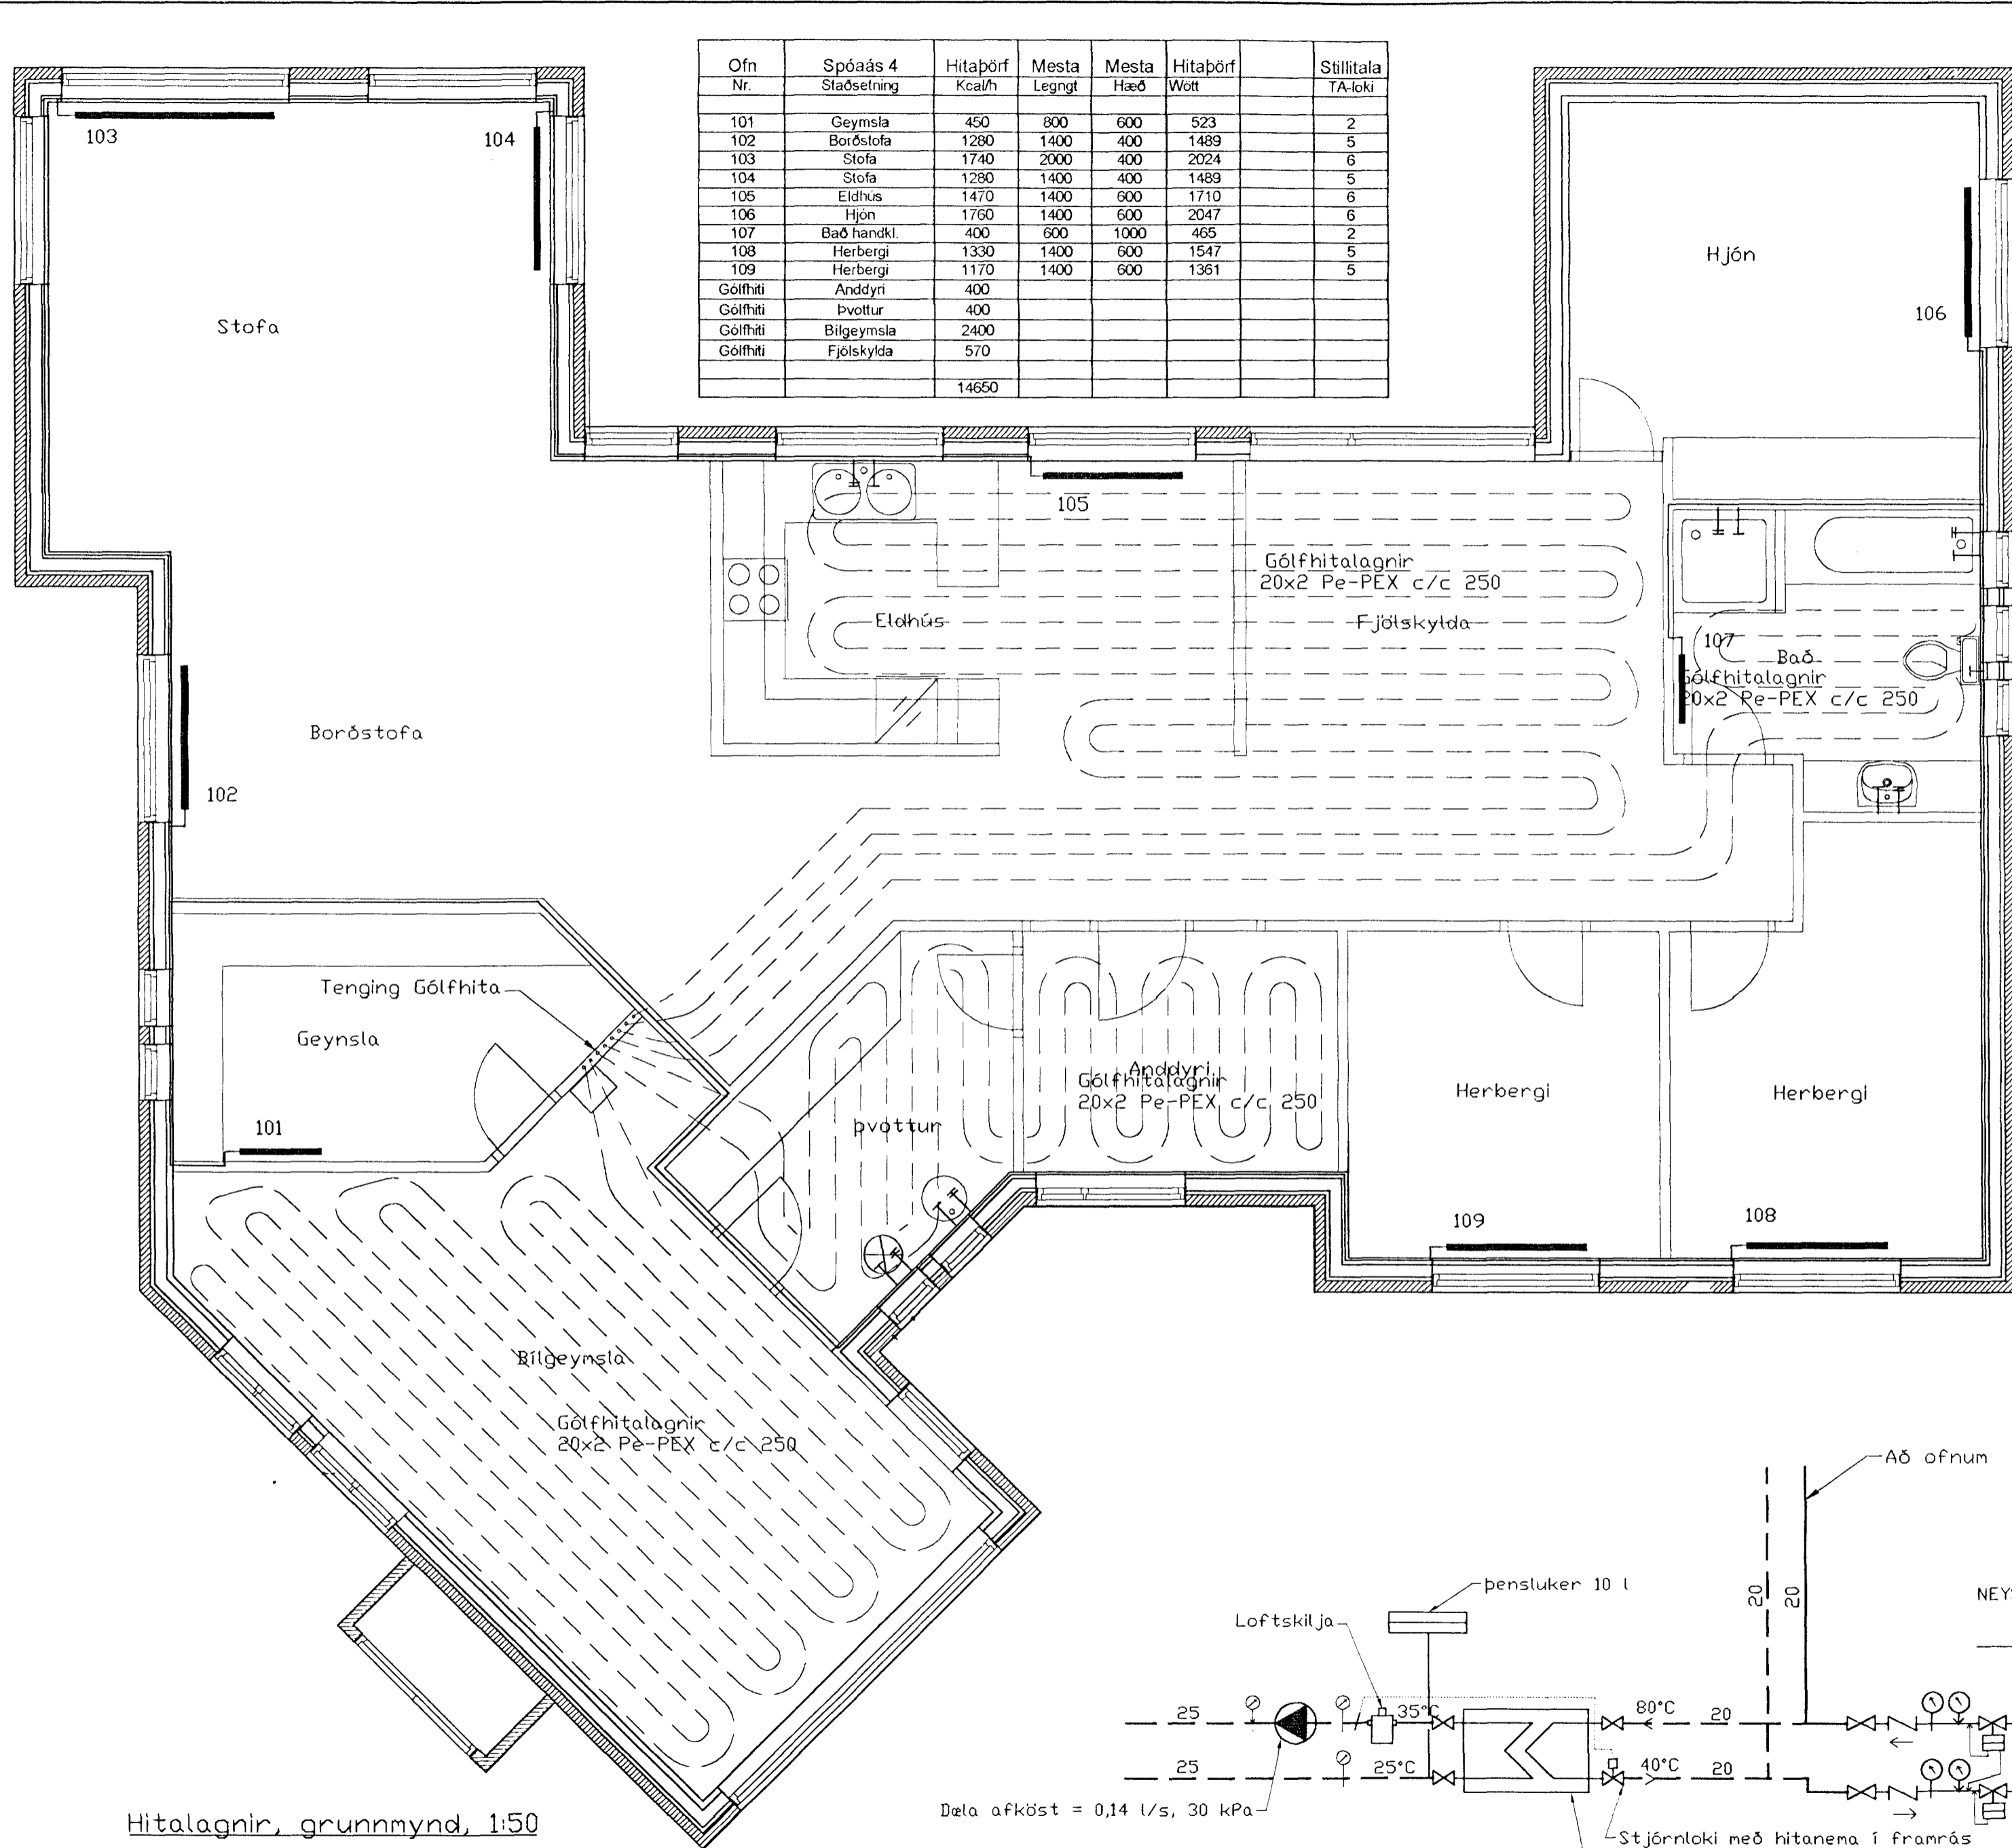 Ofn Spóaás 4 Hitaþörf Mesta Mesta Hitaþörf Stillitala
Nr. Staðsetning Kcal/h Legngt Hæð Wött TA-loki
101 Geymsla 450 800 600 523 2
102 Borðstofa 1280 1400 400 1489 5
103 Stofa 1740 2000 400 2024 6
104 Stofa 1280 1400 400 1489 5
105 Eldhús 1470 1400 600 1710 6
106 Hjón 1760 1400 600 2047 6
107 Bað handkl. 400 600 1000 465 2
108 Herbergi 1330 1400 600 1547 5
109 Herbergi 1170 1400 600 1361 5
Gólfhiti Anddyri 400
Gólfhiti Þvottur 400
Gólfhiti Bílgeymsla 2400
Gólfhiti Fjölskylda 570
14650
103
104
Stofa
Hjón
106
105
Gólfhitalagnir
20x2 Pe-PEX c/c 250
Eldhús
Fjölskylda
107
Bað
Gólfhitalagnir
20x2 Pe-PEX c/c 250
Borðstofa
102
Tenging Gólfhita
Geynsla
101
Þvottur
Anddyri
Gólfhitalagnir
20x2 Pe-PEX c/c 250
Herbergi
Herbergi
109
108
Bílgeymsla
Gólfhitalagnir
20x2 Pe-PEX c/c 250
Að ofnum
Þensluker 10 l
Loftskilja
20
20
NEY
25
35°C
80°C
20
25
25°C
40°C
20
Dæla afköst = 0,14 l/s, 30 kPa
Stjórnloki með hitanema í framrás
Hitalagnir, grunnmynd, 1:50